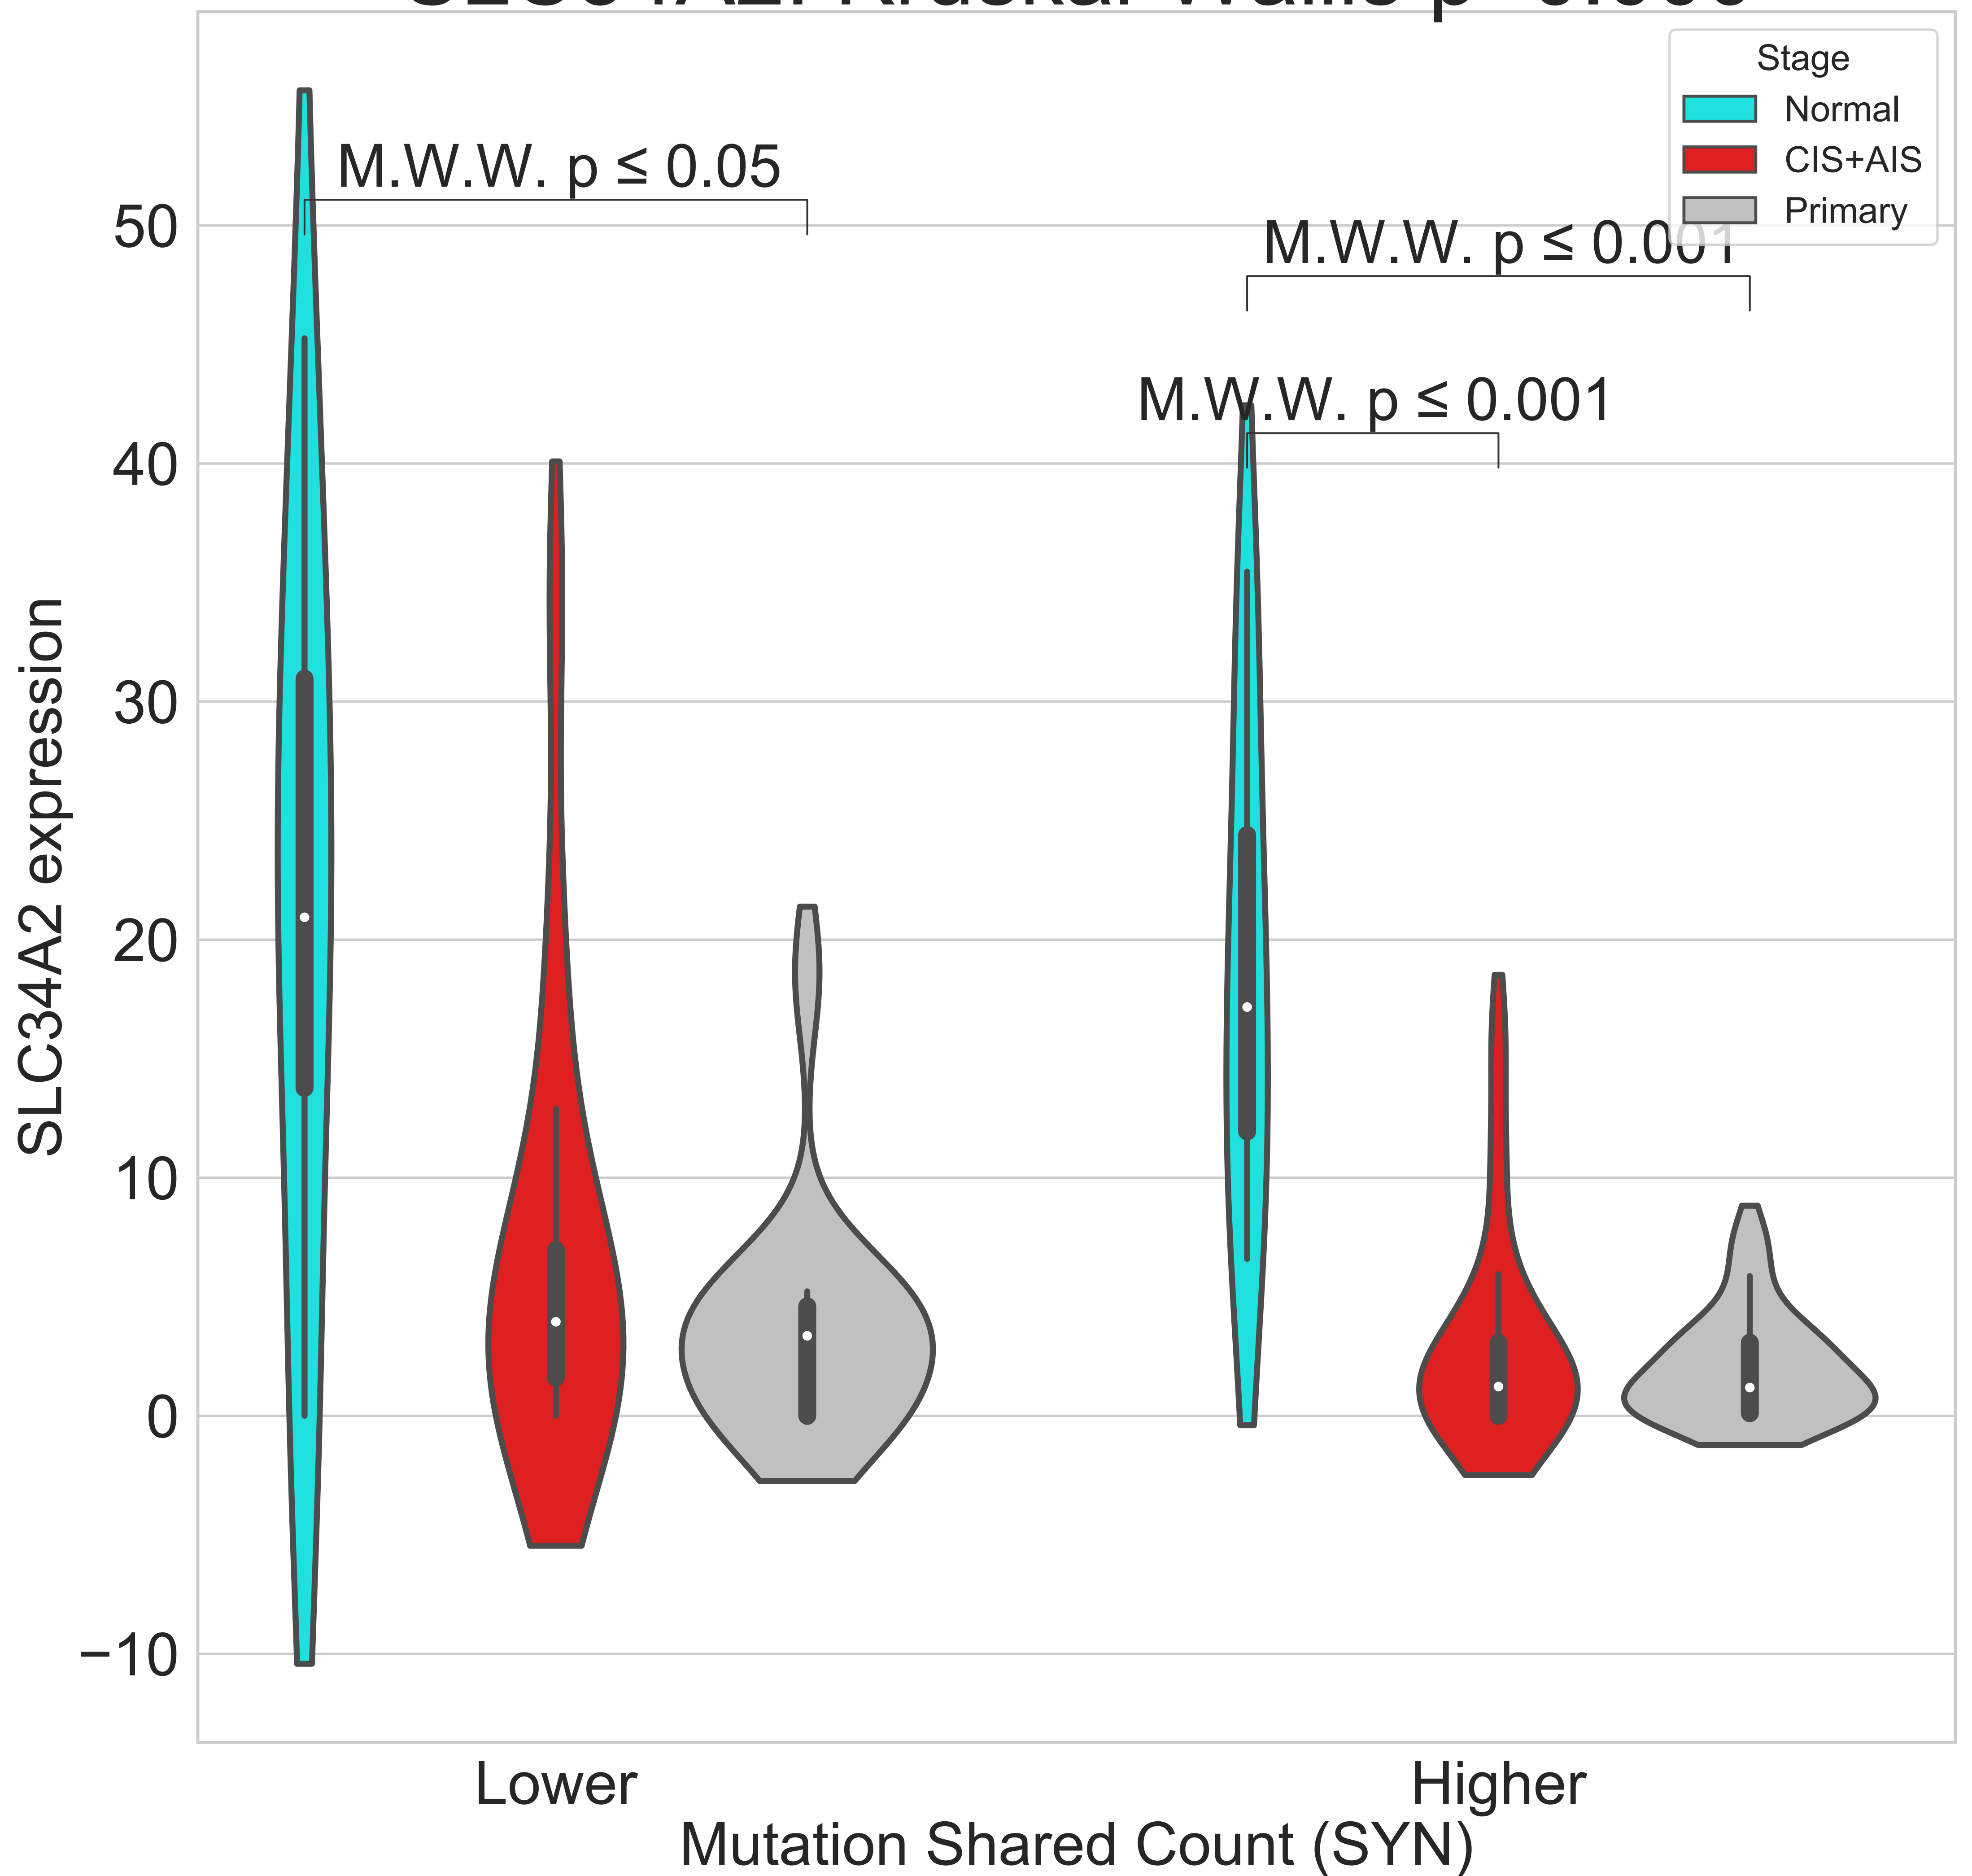 Stage
Normal
CIS+AIS
Primary
M.W.W. p ≤ 0.05
M.W.W. p ≤ 0.001
M.W.W. p ≤ 0.001
50
40
30
20
10
0
−10
SLC34A2 expression
Lower
Higher
Mutation Shared Count (SYN)